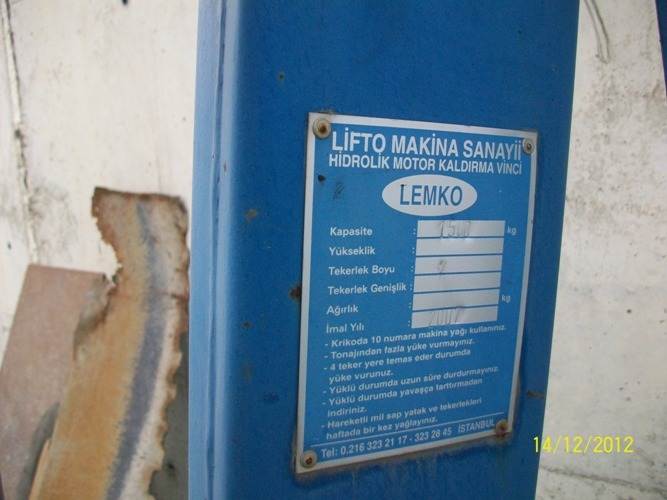 LİFTO MAKİNA SANAYİİ
HİDROLİK MOTOR KALDIRMA VİNCİ
LEMKO
Kapasite : 1500 kg
Yükseklik :
Tekerlek Boyu :
Tekerlek Genişlik :
Ağırlık : kg
İmal Yılı : 2007
- Krikoda 10 numara makina yağı kullanınız.
- Tonajından fazla yüke vurmayınız.
- 4 teker yere temas eder durumda
yüke vurunuz.
- Yüklü durumda uzun süre durdurmayınız.
- Yüklü durumda yavaşça tarttırmadan
indiriniz.
- Hareketli mil sap yatak ve tekerlekleri
haftada bir kez yağlayınız.
Tel: 0.216 323 21 17 - 323 28 45 İSTANBUL
14/12/2012